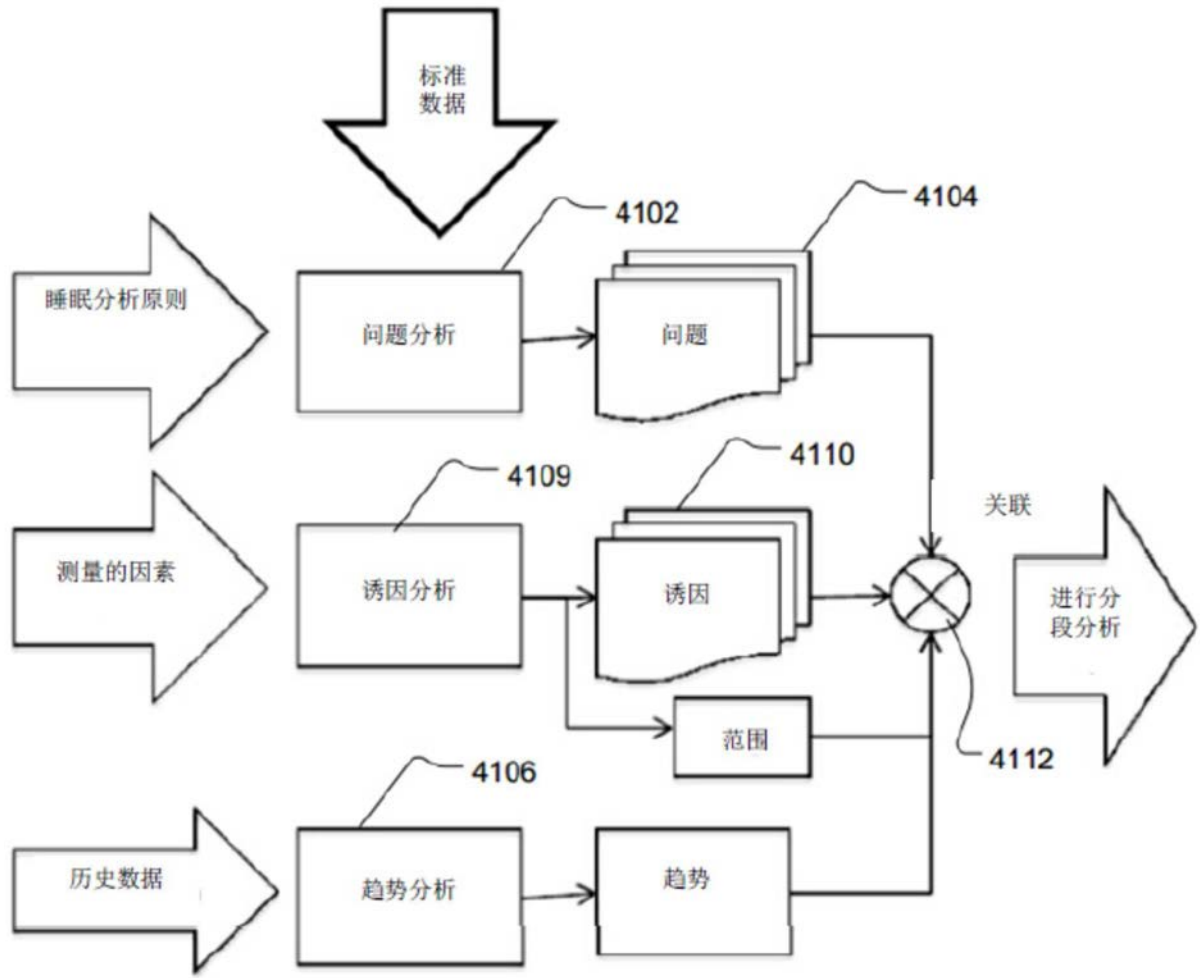 标准
数据
4102
4104
睡眠分析原则
问题分析
问题
4109
4110
关联
测量的因素
诱因分析
诱因
进行分
段分析
范围
4112
4106
历史数据
趋势分析
趋势